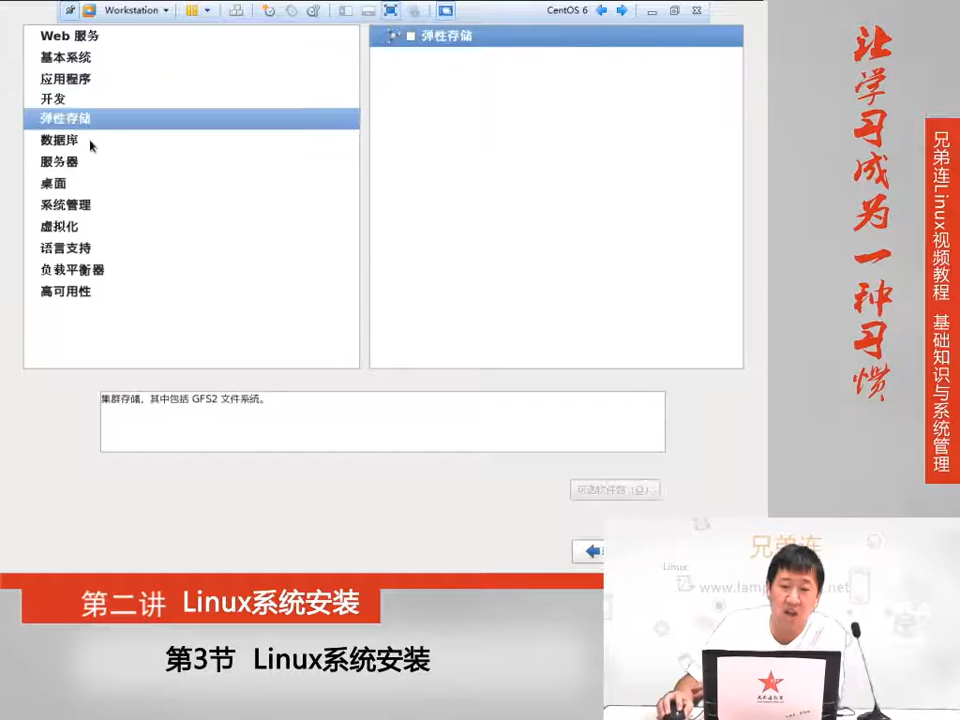 Workstation
CentOS 6
Web 服务
基本系统
应用程序
开发
弹性存储
数据库
服务器
桌面
系统管理
虚拟化
语言支持
负载平衡器
高可用性
弹性存储
集群存储，其中包括 GFS2 文件系统。
可选软件包（O）
让学习成为一种习惯
兄弟连Linux视频教程 基础知识与系统管理
兄弟连
Linux
第二讲 Linux系统安装
第3节 Linux系统安装